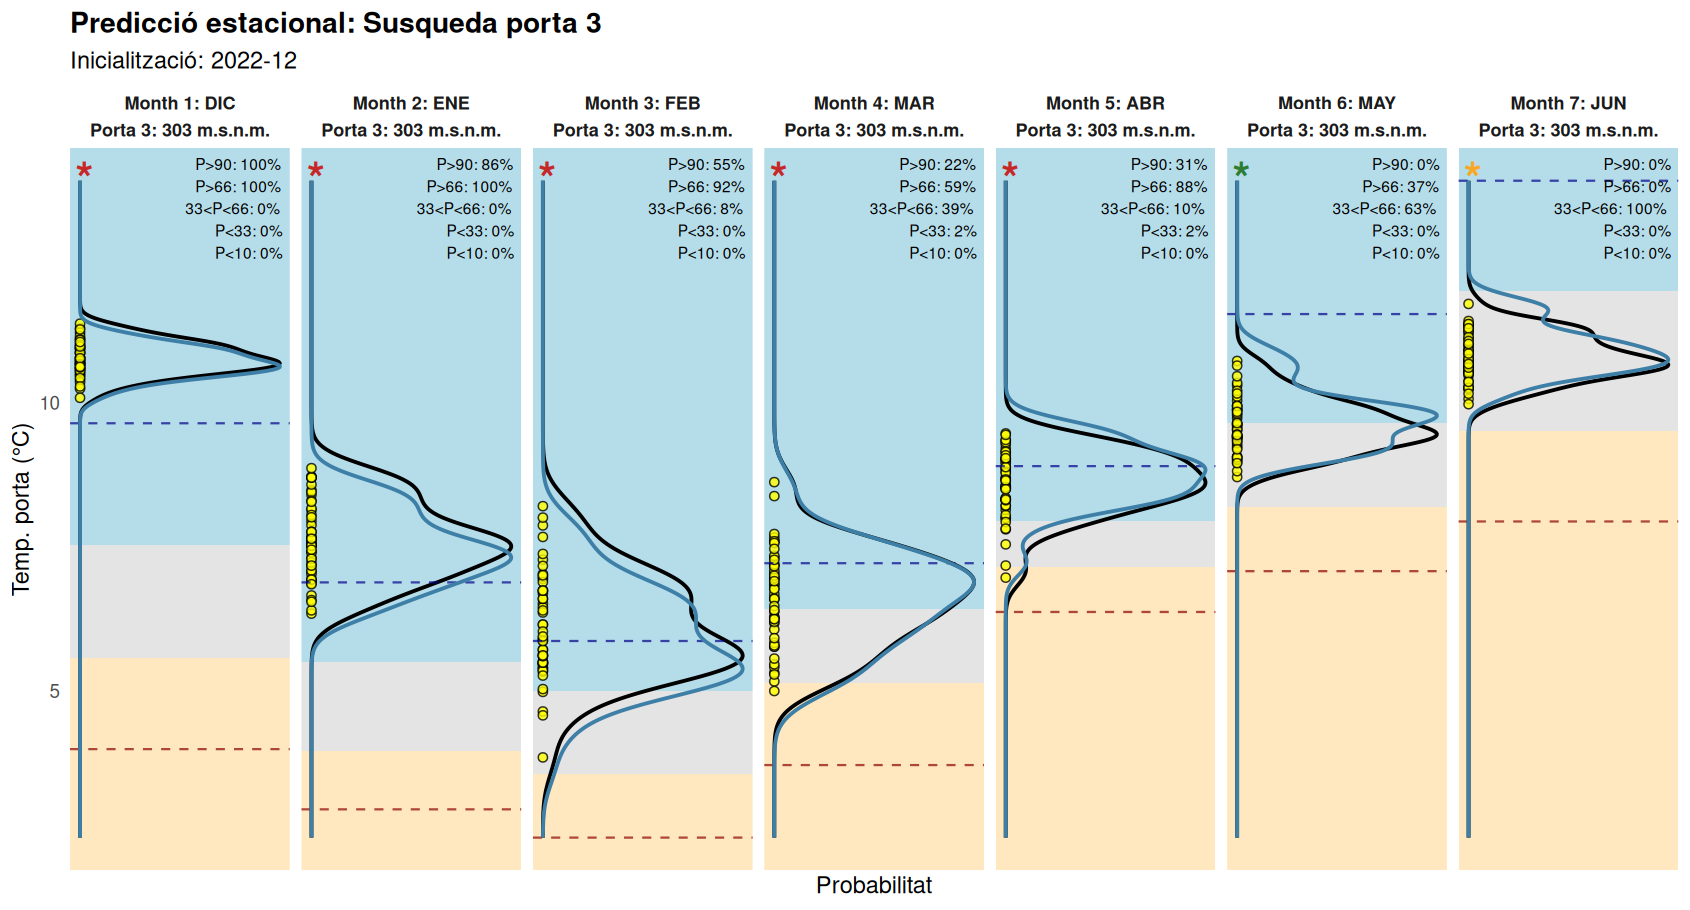 Predicció estacional: Susqueda porta 3
Inicialització: 2022-12
Month 1: DIC
Porta 3: 303 m.s.n.m.
*
P>90: 100%
P>66: 100%
33<P<66: 0%
P<33: 0%
P<10: 0%
Month 2: ENE
Porta 3: 303 m.s.n.m.
*
P>90: 86%
P>66: 100%
33<P<66: 0%
P<33: 0%
P<10: 0%
Month 3: FEB
Porta 3: 303 m.s.n.m.
*
P>90: 55%
P>66: 92%
33<P<66: 8%
P<33: 0%
P<10: 0%
Month 4: MAR
Porta 3: 303 m.s.n.m.
*
P>90: 22%
P>66: 59%
33<P<66: 39%
P<33: 2%
P<10: 0%
Month 5: ABR
Porta 3: 303 m.s.n.m.
*
P>90: 31%
P>66: 88%
33<P<66: 10%
P<33: 2%
P<10: 0%
Month 6: MAY
Porta 3: 303 m.s.n.m.
*
P>90: 0%
P>66: 37%
33<P<66: 63%
P<33: 0%
P<10: 0%
Month 7: JUN
Porta 3: 303 m.s.n.m.
*
P>90: 0%
P>66: 0%
33<P<66: 100%
P<33: 0%
P<10: 0%
Temp. porta (°C)
10
5
Probabilitat